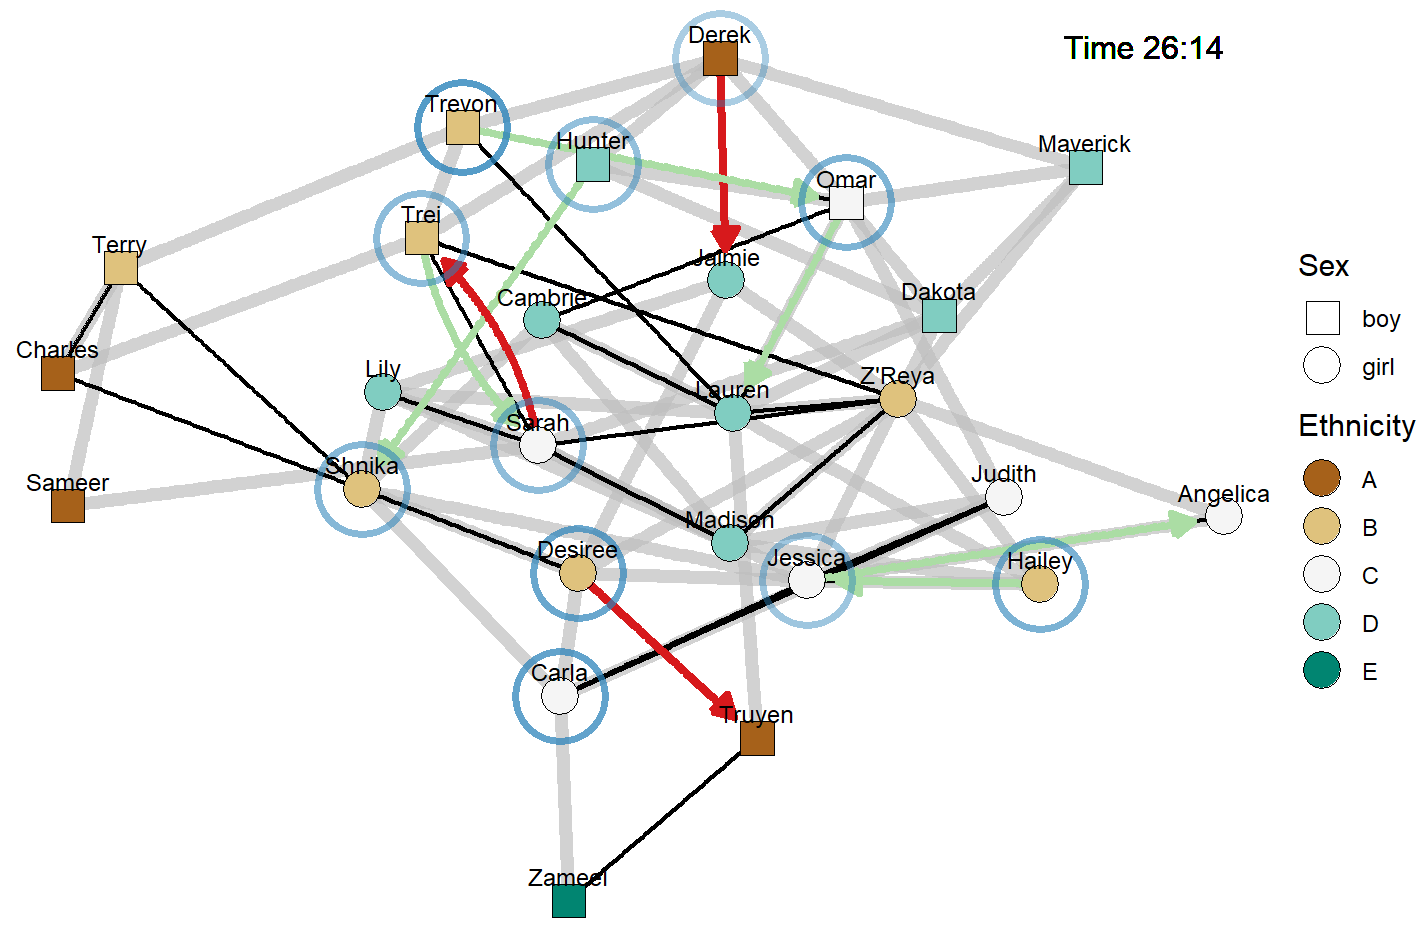 Derek
Time 26:14
Trevon
Hunter
Maverick
Omar
Trei
Terry
Jaimie
Cambrie
Dakota
Charles
Lily
Z'Reya
Lauren
Sarah
Shnika
Sameer
Judith
Angelica
Madison
Desiree
Jessica
Hailey
Carla
Truyen
Zameel
Sex
boy
girl
Ethnicity
A
B
C
D
E